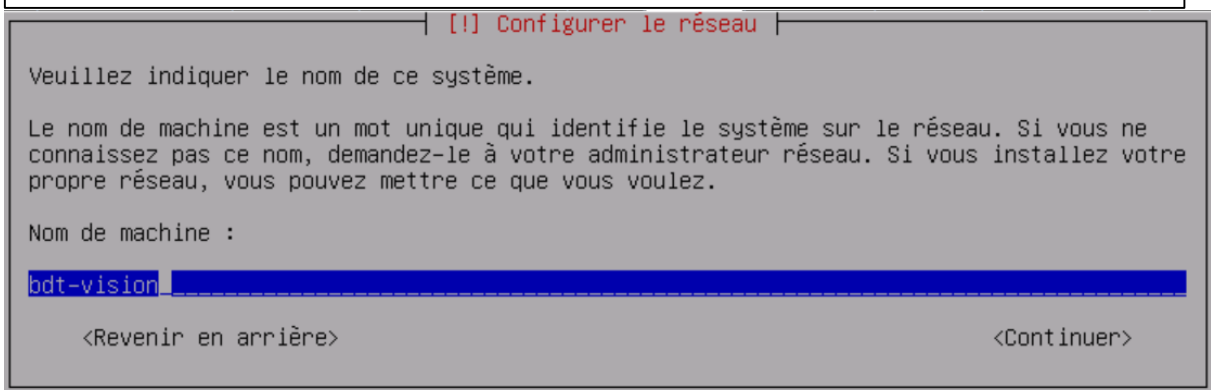 [!] Configurer le réseau
Veuillez indiquer le nom de ce système.
Le nom de machine est un mot unique qui identifie le système sur le réseau. Si vous ne
connaissez pas ce nom, demandez-le à votre administrateur réseau. Si vous installez votre
propre réseau, vous pouvez mettre ce que vous voulez.
Nom de machine :
bdt-vision
<Revenir en arrière> <Continuer>